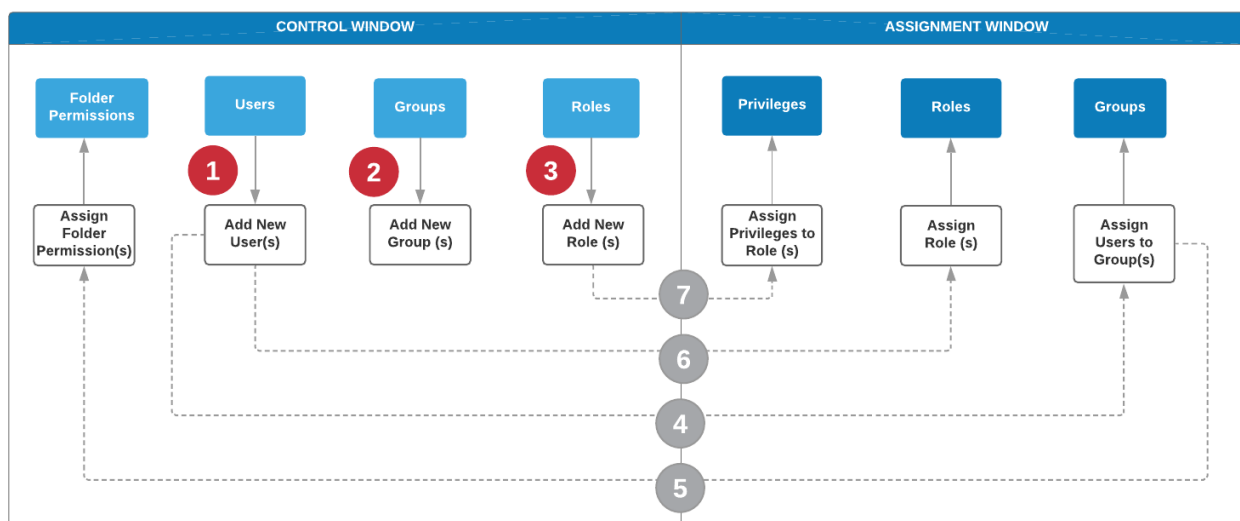 CONTROL WINDOW
ASSIGNMENT WINDOW
Folder
Permissions
Users
Groups
Roles
Privileges
Roles
Groups
1
2
3
Assign
Folder
Permission(s)
Add New
User(s)
Add New
Group (s)
Add New
Role (s)
Assign
Privileges to
Role (s)
Assign
Role (s)
Assign
Users to
Group(s)
7
6
4
5